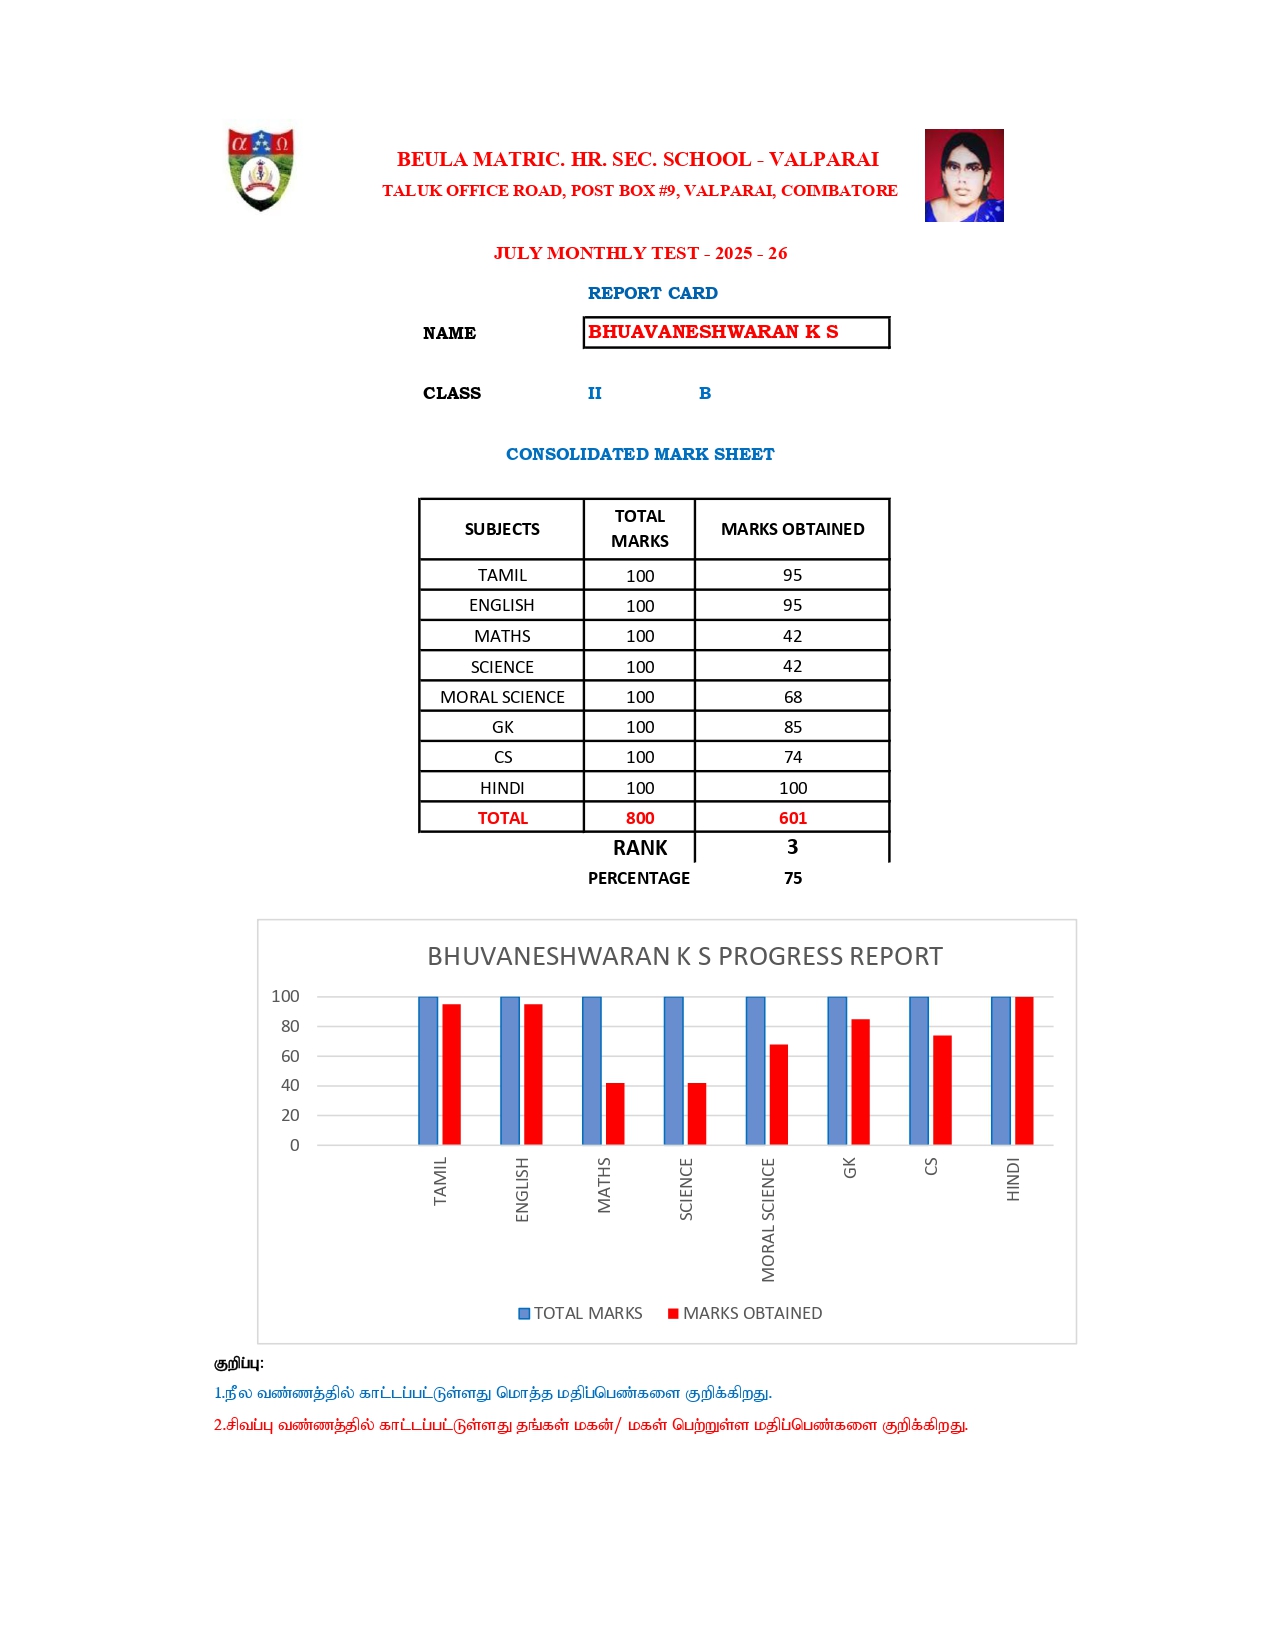 BEULA MATRIC. HR. SEC. SCHOOL - VALPARAI
TALUK OFFICE ROAD, POST BOX #9, VALPARAI, COIMBATORE
JULY MONTHLY TEST - 2025 - 26
REPORT CARD
NAME BHUAVANESHWARAN K S
CLASS II B
CONSOLIDATED MARK SHEET
SUBJECTS TOTAL MARKS MARKS OBTAINED
TAMIL 100 95
ENGLISH 100 95
MATHS 100 42
SCIENCE 100 42
MORAL SCIENCE 100 68
GK 100 85
CS 100 74
HINDI 100 100
TOTAL 800 601
RANK 3
PERCENTAGE 75
BHUVANESHWARAN K S PROGRESS REPORT
100
80
60
40
20
0
TAMIL ENGLISH MATHS SCIENCE MORAL SCIENCE GK CS HINDI
TOTAL MARKS MARKS OBTAINED
குறிப்பு:
1.நீல வண்ணத்தில் காட்டப்பட்டுள்ளது மொத்த மதிப்பெண்களை குறிக்கிறது.
2.சிவப்பு வண்ணத்தில் காட்டப்பட்டுள்ளது தங்கள் மகன்/ மகள் பெற்றுள்ள மதிப்பெண்களை குறிக்கிறது.